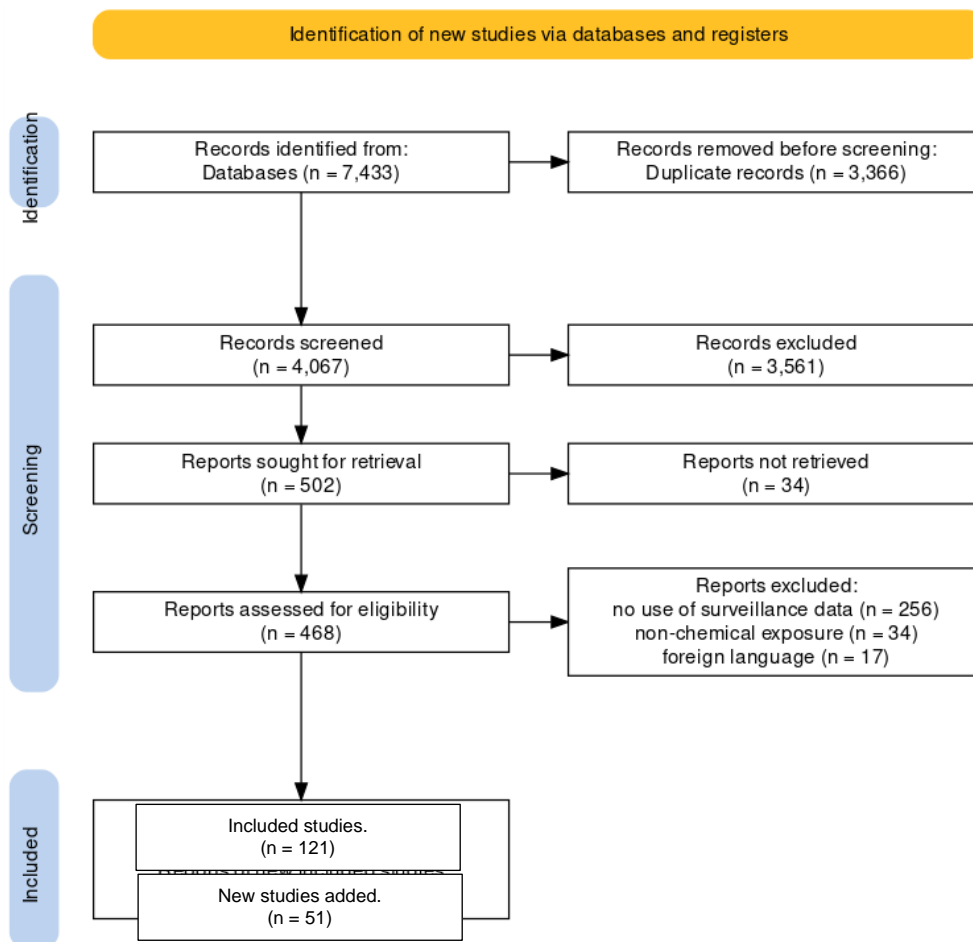 Identification of new studies via databases and registers
Identification
Records identified from:
Databases (n = 7,433)
Records removed before screening:
Duplicate records (n = 3,366)
Screening
Records screened
(n = 4,067)
Records excluded
(n = 3,561)
Reports sought for retrieval
(n = 502)
Reports not retrieved
(n = 34)
Reports assessed for eligibility
(n = 468)
Reports excluded:
no use of surveillance data (n = 256)
non-chemical exposure (n = 34)
foreign language (n = 17)
Included
Included studies.
(n = 121)
New studies added.
(n = 51)